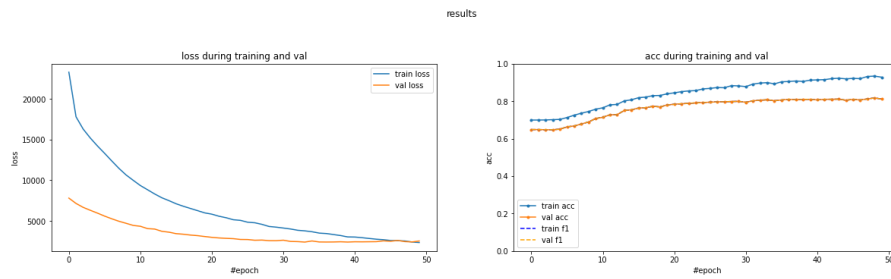 results
loss during training and val
train loss
val loss
20000
15000
10000
5000
loss
0
10
20
30
40
50
#epoch
acc during training and val
1.0
0.8
0.6
0.4
0.2
0.0
acc
train acc
val acc
train f1
val f1
0
10
20
30
40
50
#epoch